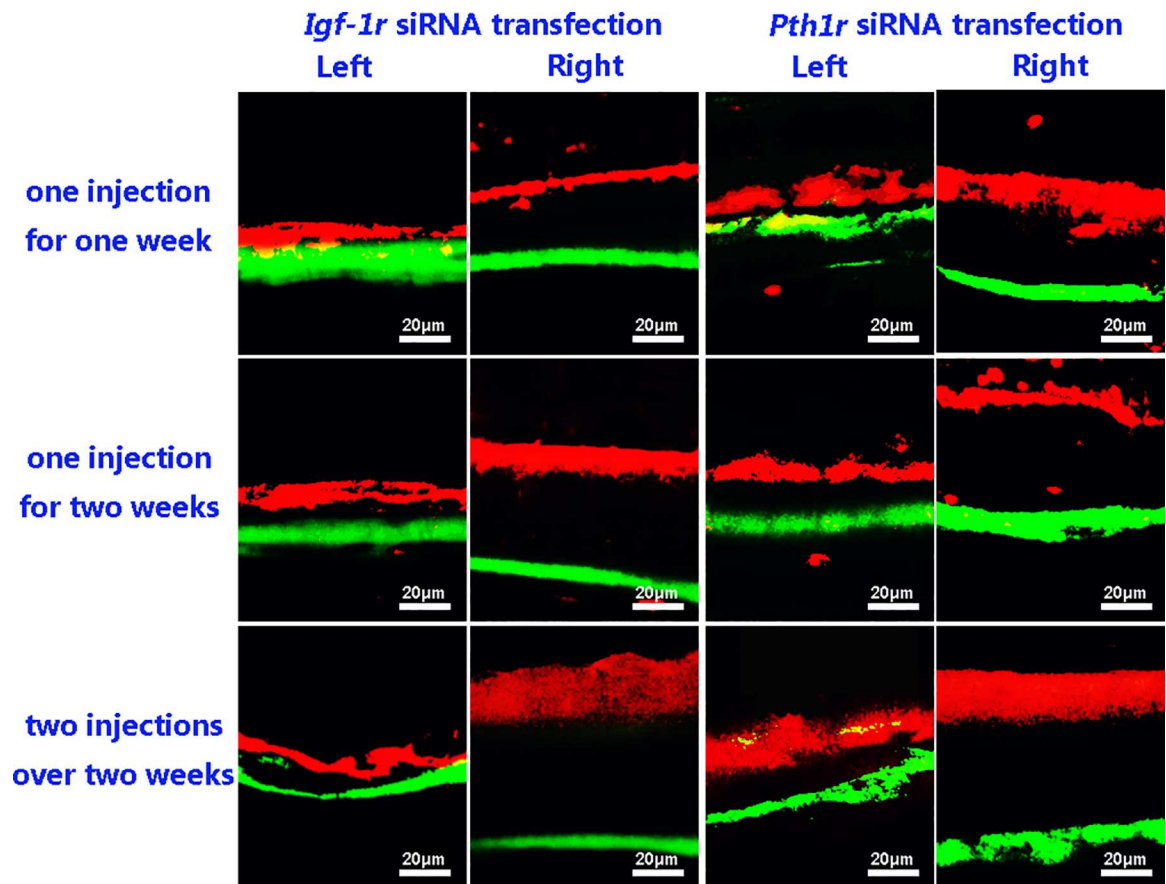 Igf-1r siRNA transfection Pth1r siRNA transfection
Left Right Left Right
one injection
for one week
20μm 20μm 20μm 20μm
one injection
for two weeks
20μm 20μm 20μm 20μm
two injections
over two weeks
20μm 20μm 20μm 20μm